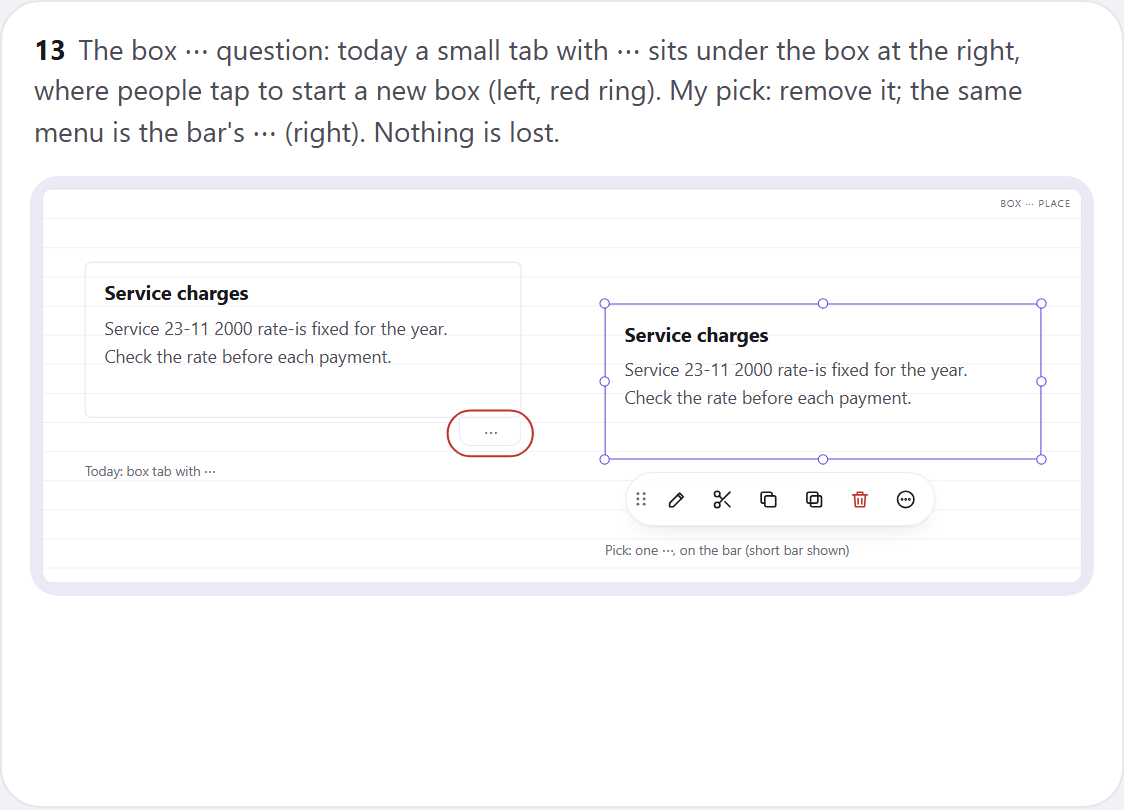 13 The box ··· question: today a small tab with ··· sits under the box at the right,
where people tap to start a new box (left, red ring). My pick: remove it; the same
menu is the bar's ··· (right). Nothing is lost.
BOX ··· PLACE
Service charges
Service 23-11 2000 rate-is fixed for the year.
Check the rate before each payment.
···
Today: box tab with ···
Service charges
Service 23-11 2000 rate-is fixed for the year.
Check the rate before each payment.
Pick: one ···, on the bar (short bar shown)